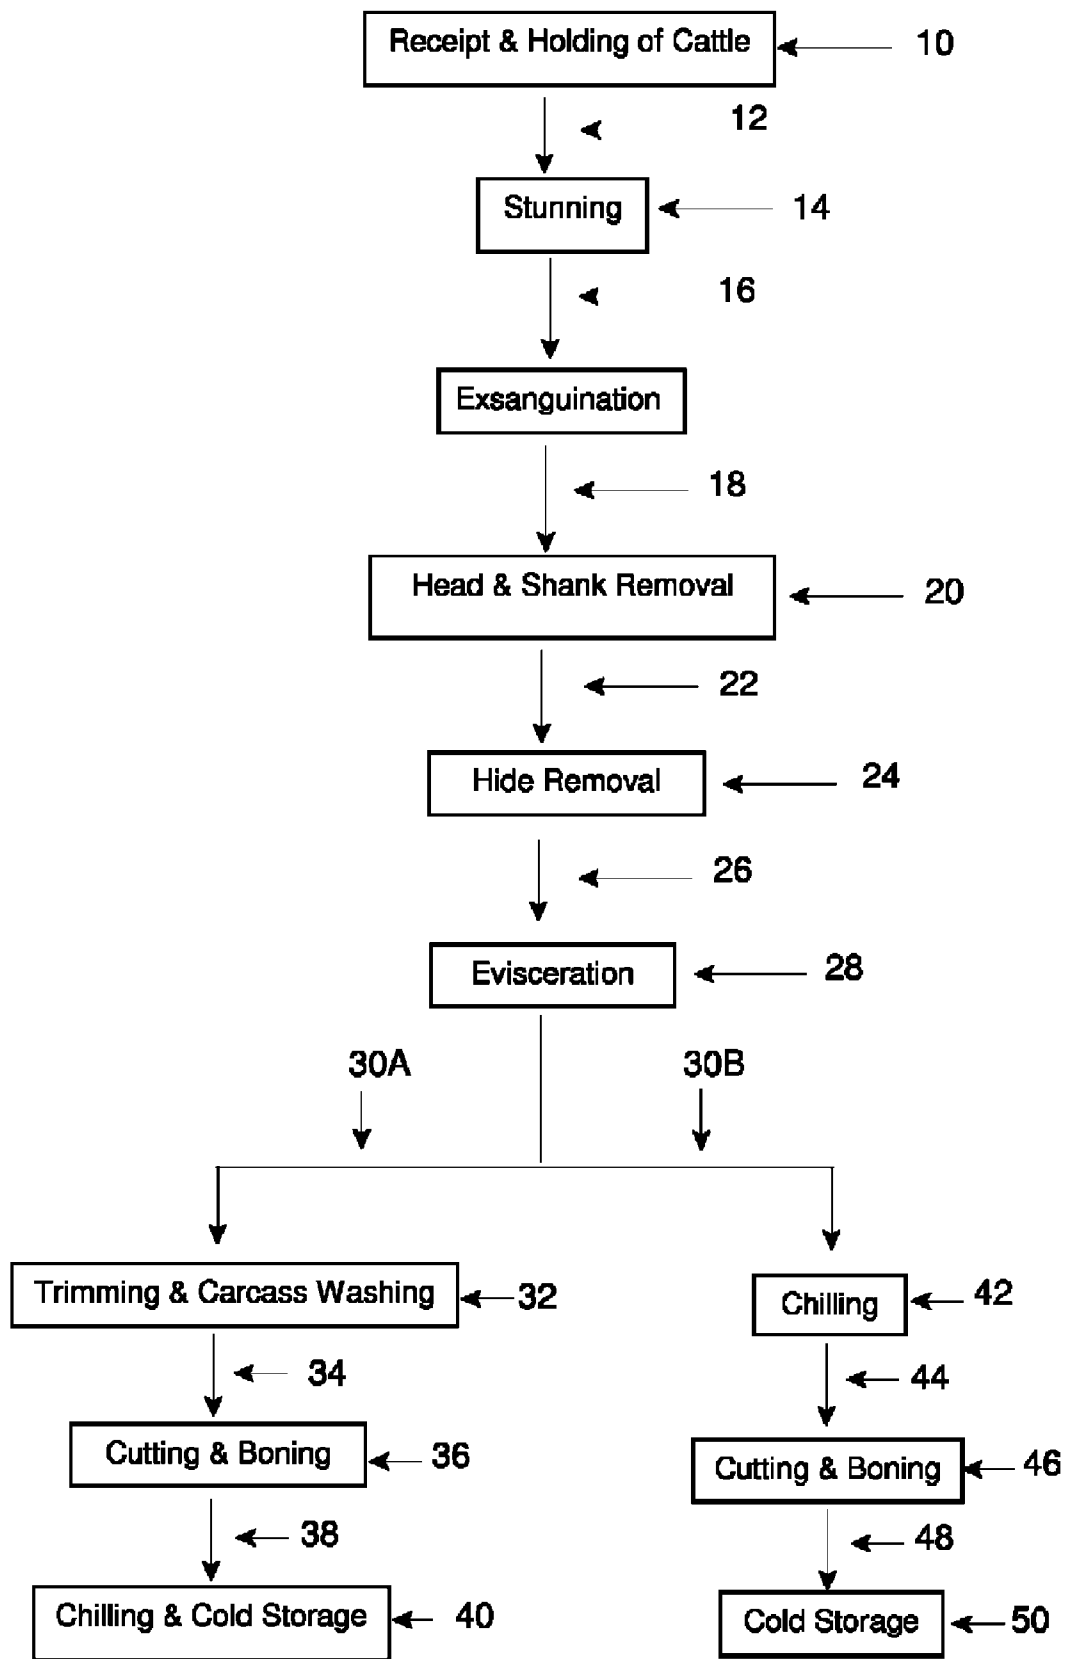 Receipt & Holding of Cattle 10
12
Stunning 14
16
Exsanguination
18
Head & Shank Removal 20
22
Hide Removal 24
26
Evisceration 28
30A 30B
Trimming & Carcass Washing 32
Chilling 42
34 44
Cutting & Boning 36
Cutting & Boning 46
38 48
Chilling & Cold Storage 40
Cold Storage 50